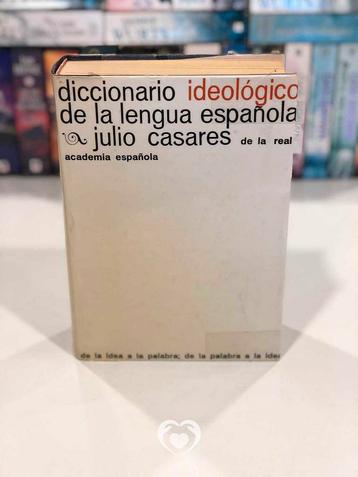 diccionario ideológico
de la lengua española
julio casares de la real
academia española
de la idea a la palabra; de la palabra a la idea